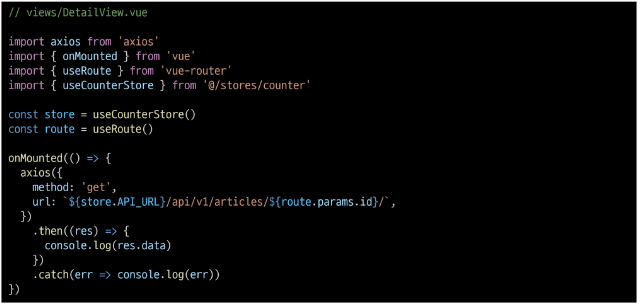 // views/DetailView.vue

import axios from 'axios'
import { onMounted } from 'vue'
import { useRoute } from 'vue-router'
import { useCounterStore } from '@/stores/counter'

const store = useCounterStore()
const route = useRoute()

onMounted(() => {
  axios({
    method: 'get',
    url: `${store.API_URL}/api/v1/articles/${route.params.id}/`,
  })
    .then((res) => {
      console.log(res.data)
    })
    .catch(err => console.log(err))
})